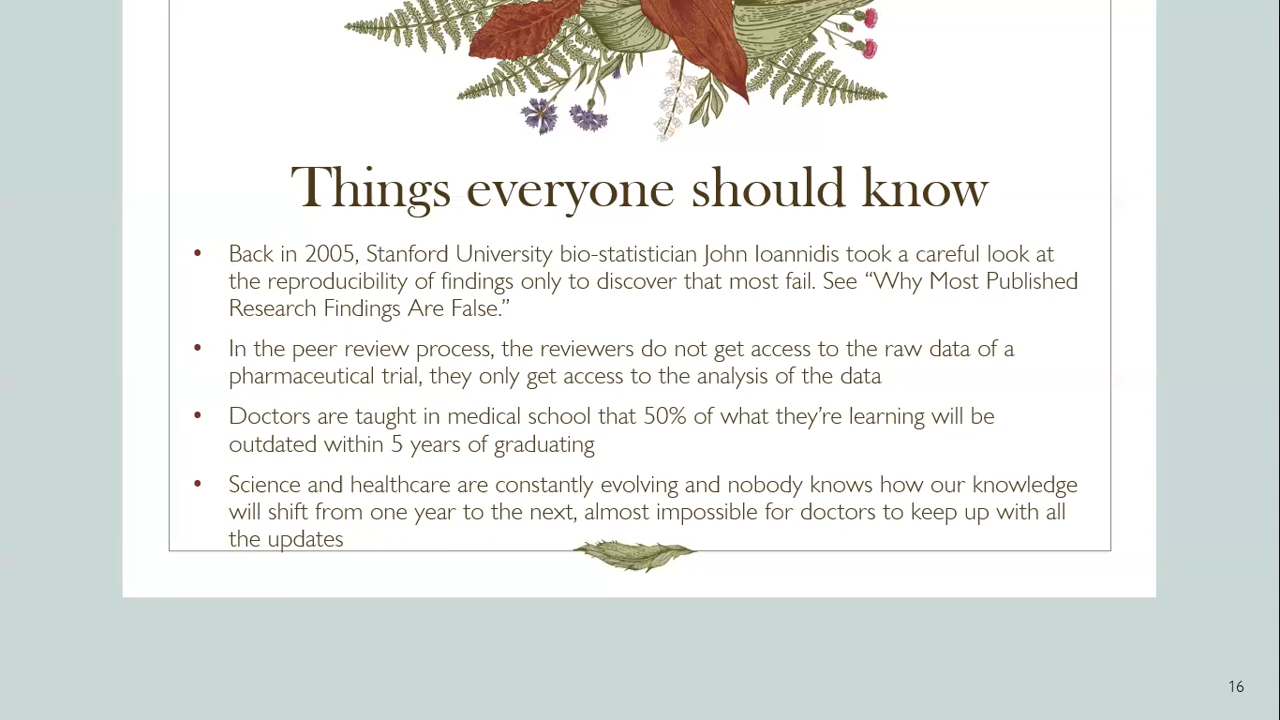 Things everyone should know
• Back in 2005, Stanford University bio-statistician John Ioannidis took a careful look at
the reproducibility of findings only to discover that most fail. See “Why Most Published
Research Findings Are False.”
• In the peer review process, the reviewers do not get access to the raw data of a
pharmaceutical trial, they only get access to the analysis of the data
• Doctors are taught in medical school that 50% of what they’re learning will be
outdated within 5 years of graduating
• Science and healthcare are constantly evolving and nobody knows how our knowledge
will shift from one year to the next, almost impossible for doctors to keep up with all
the updates
16